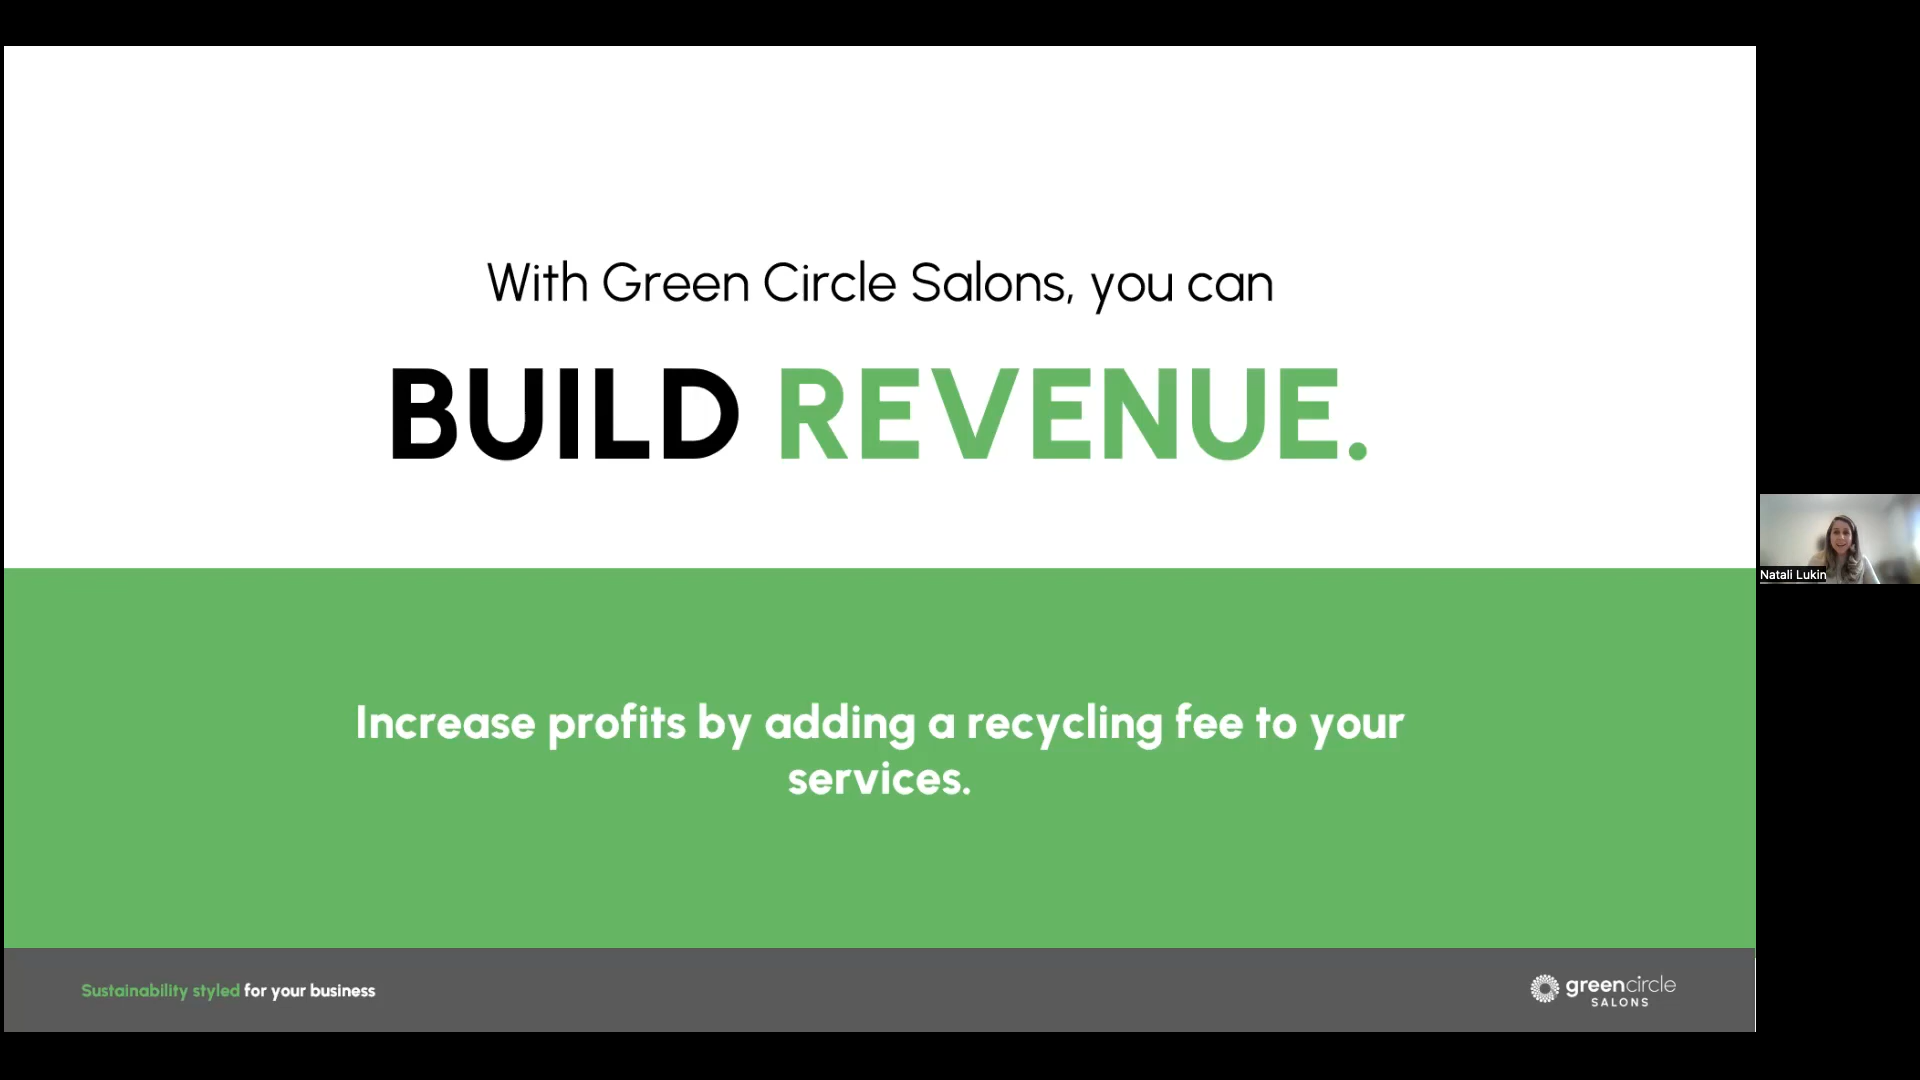 With Green Circle Salons, you can
BUILD REVENUE.
Increase profits by adding a recycling fee to your
services.
Natali Lukin
Sustainability styled for your business
greencircle
SALONS